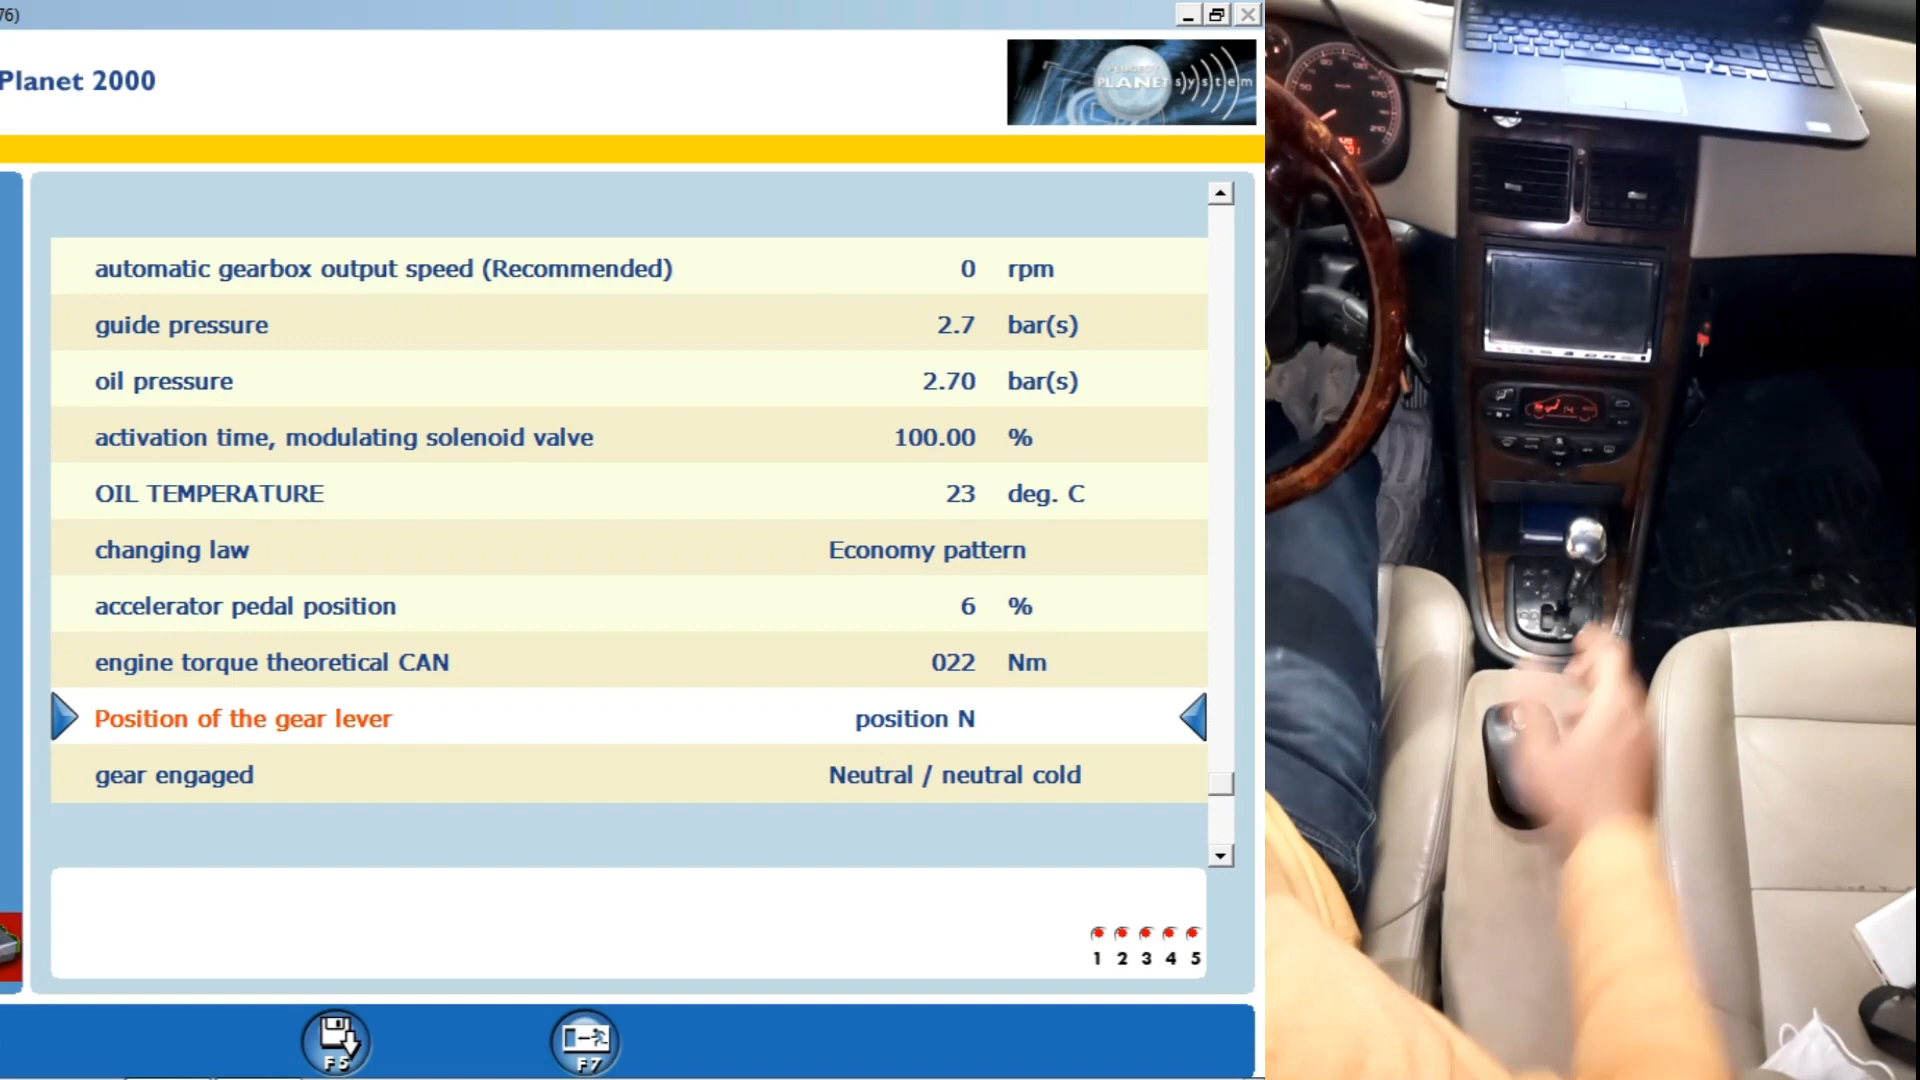 76)
Planet 2000
PEUGEOT
PLANET system
automatic gearbox output speed (Recommended) 0 rpm
guide pressure 2.7 bar(s)
oil pressure 2.70 bar(s)
activation time, modulating solenoid valve 100.00 %
OIL TEMPERATURE 23 deg. C
changing law Economy pattern
accelerator pedal position 6 %
engine torque theoretical CAN 022 Nm
Position of the gear lever position N
gear engaged Neutral / neutral cold
1 2 3 4 5
F5 F7